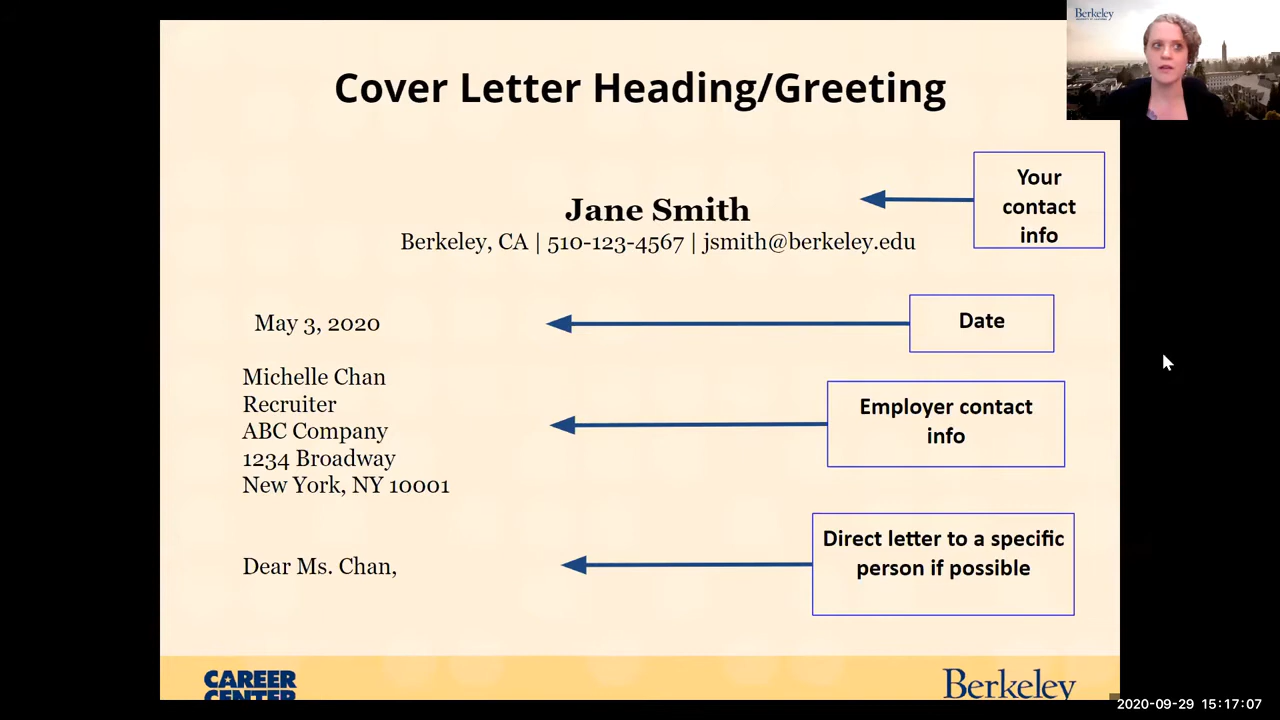 Berkeley
Cover Letter Heading/Greeting
Your
contact
info
Jane Smith
Berkeley, CA | 510-123-4567 | jsmith@berkeley.edu
May 3, 2020
Date
Michelle Chan
Recruiter
ABC Company
1234 Broadway
New York, NY 10001
Employer contact
info
Dear Ms. Chan,
Direct letter to a specific
person if possible
CAREER
CENTER
Berkeley
2020-09-29 15:17:07